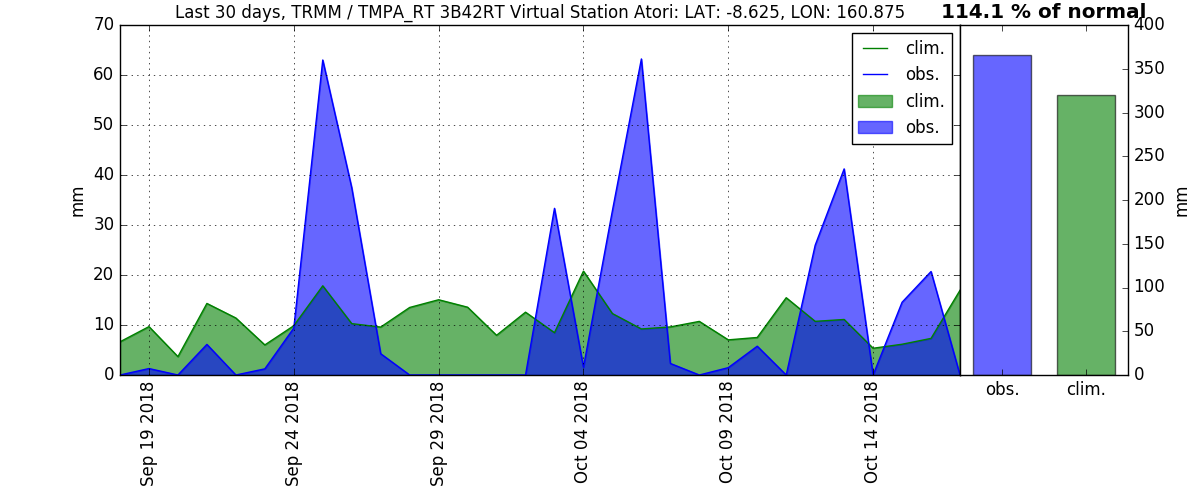 Last 30 days, TRMM / TMPA_RT 3B42RT Virtual Station Atori: LAT: -8.625, LON: 160.875
114.1 % of normal
70
60
50
40
30
20
10
0
mm
clim.
obs.
clim.
obs.
400
350
300
250
200
150
100
50
0
mm
obs.
clim.
Sep 19 2018
Sep 24 2018
Sep 29 2018
Oct 04 2018
Oct 09 2018
Oct 14 2018